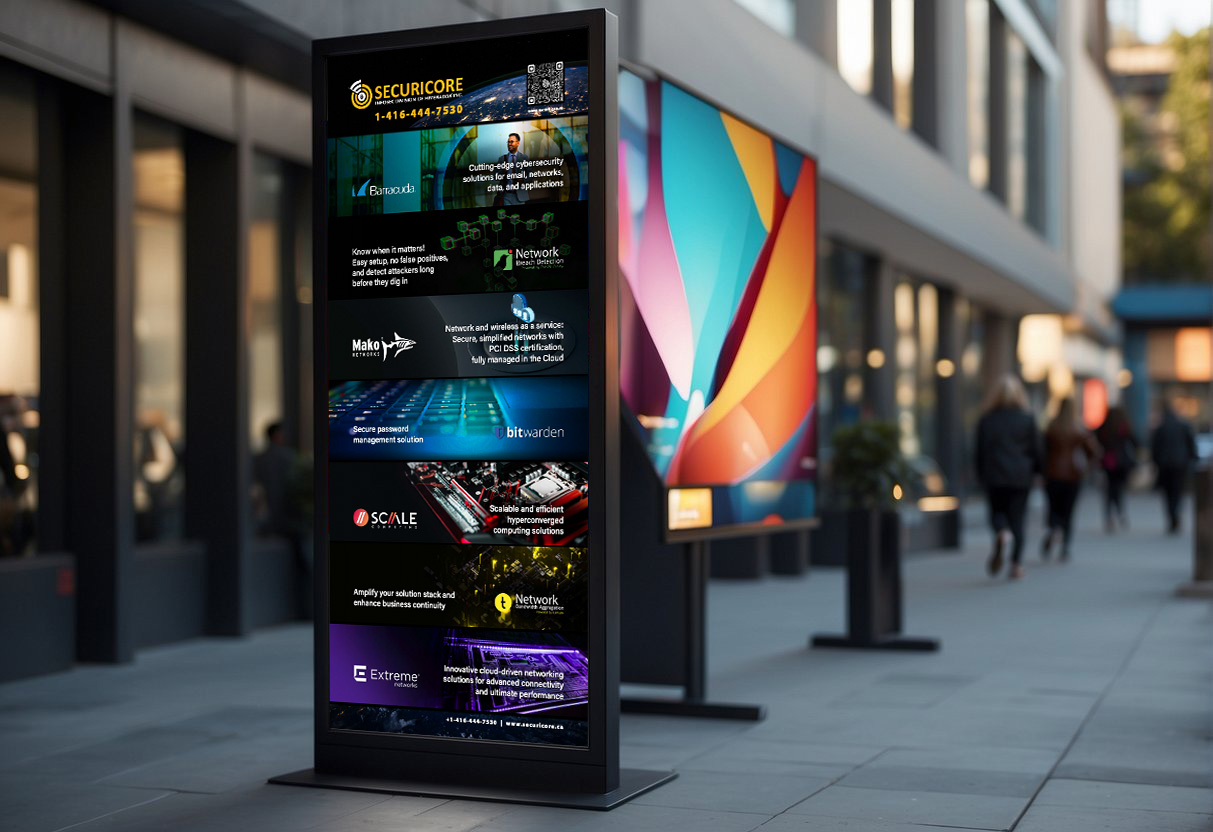 SECURICORE
1-416-444-7530
Barracuda
Cutting-edge cybersecurity
solutions for email, networks,
data, and applications
Know when it matters!
Easy setup, no false positives,
and detect attackers long
before they dig in
Network
Breach Detection
Mako
NETWORKS
Network and wireless as a service:
Secure, simplified networks with
PCI DSS certification,
fully managed in the Cloud
Secure password
management solution
bitwarden
SCALE
COMPUTING
Scalable and efficient
hyperconverged
computing solutions
Amplify your solution stack and
enhance business continuity
Network
Bandwidth Aggregation
Extreme
networks
Innovative cloud-driven networking
solutions for advanced connectivity
and ultimate performance
+1-416-444-7530 | www.securicore.ca